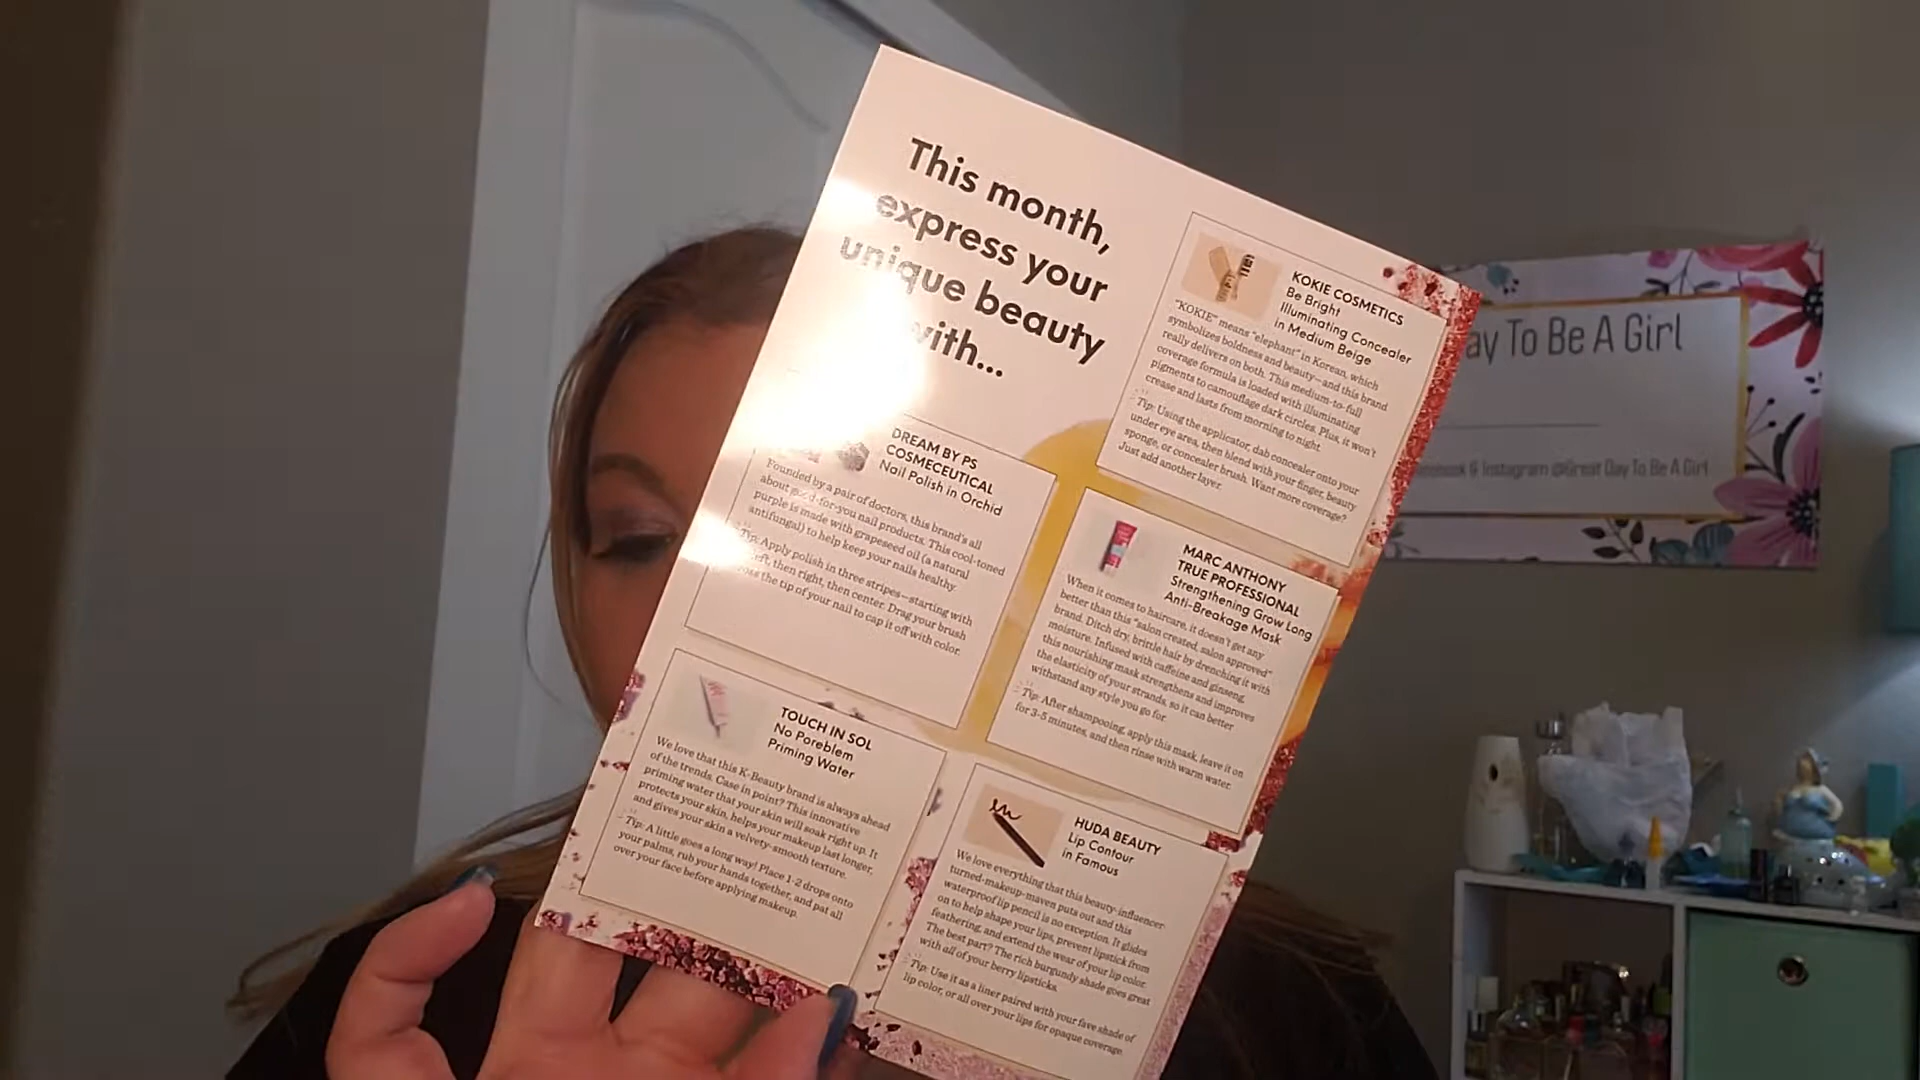 This month,
express your
unique beauty
with...
KOKIE COSMETICS
Be Bright
Illuminating Concealer
in Medium Beige
"KOKIE" means "elephant" in Korean, which
symbolizes boldness and beauty—and this brand
really delivers on both. This medium-to-full
coverage formula is loaded with illuminating
pigments to camouflage dark circles. Plus, it won't
crease and lasts from morning to night.
Tip: Using the applicator, dab concealer onto your
under eye area, then blend with your finger, beauty
sponge, or concealer brush. Want more coverage?
Just add another layer.
DREAM BY PS
COSMECEUTICAL
Nail Polish in Orchid
Founded by a pair of doctors, this brand's all
about good-for-you nail products. This cool-toned
purple is made with grapeseed oil (a natural
antifungal) to help keep your nails healthy.
Tip: Apply polish in three stripes—starting with
left, then right, then center. Drag your brush
the tip of your nail to cap it off with color.
MARC ANTHONY
TRUE PROFESSIONAL
Strengthening Grow Long
Anti-Breakage Mask
When it comes to haircare, it doesn't get any
better than this "salon created, salon approved"
brand. Ditch dry, brittle hair by drenching it with
moisture. Infused with caffeine and ginseng,
this nourishing mask strengthens and improves
the elasticity of your strands, so it can better
withstand any style you go for.
Tip: After shampooing, apply this mask, leave it on
for 3-5 minutes, and then rinse with warm water.
TOUCH IN SOL
No Poreblem
Priming Water
We love that this K-Beauty brand is always ahead
of the trends. Case in point? This innovative
priming water that your skin will soak right up. It
protects your skin, helps your makeup last longer,
and gives your skin a velvety-smooth texture.
Tip: A little goes a long way! Place 1-2 drops onto
your palms, rub your hands together, and pat all
over your face before applying makeup.
HUDA BEAUTY
Lip Contour
in Famous
We love everything that this beauty-influencer-
turned-makeup-maven puts out and this
waterproof lip pencil is no exception. It glides
on to help shape your lips, prevent lipstick from
feathering, and extend the wear of your lip color.
The best part? The rich burgundy shade goes great
with all of your berry lipsticks.
Tip: Use it as a liner paired with your fave shade of
lip color, or all over your lips for opaque coverage.
ay To Be A Girl
& Instagram @Great Day To Be A Girl